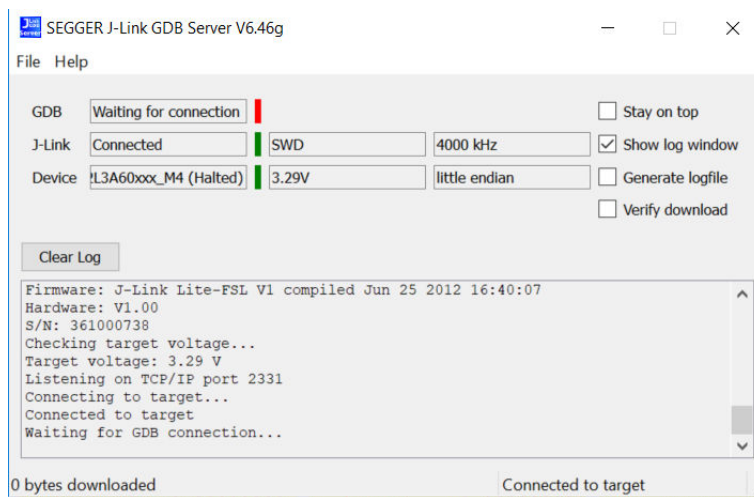 SEGGER J-Link GDB Server V6.46g
File Help
GDB Waiting for connection Stay on top
J-Link Connected SWD 4000 kHz Show log window
Device L3A60xxx_M4 (Halted) 3.29V little endian Generate logfile
Verify download
Clear Log
Firmware: J-Link Lite-FSL V1 compiled Jun 25 2012 16:40:07
Hardware: V1.00
S/N: 361000738
Checking target voltage...
Target voltage: 3.29 V
Listening on TCP/IP port 2331
Connecting to target...
Connected to target
Waiting for GDB connection...
0 bytes downloaded Connected to target